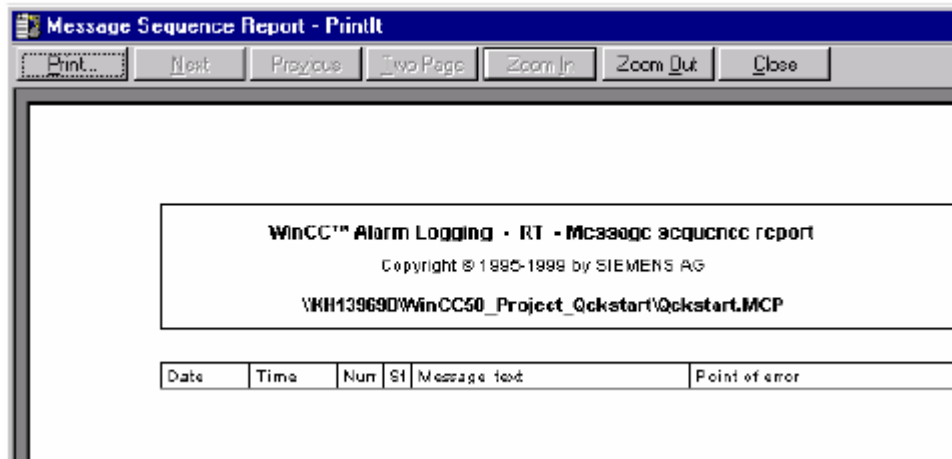 Message Sequence Report - PrintIt
Print... Next Previous Two Page Zoom In Zoom Out Close
WinCC™ Alarm Logging - RT - Message sequence report
Copyright © 1995-1999 by SIEMENS AG
\\KH13969D\WinCC50_Project_Qckstart\Qckstart.MCP
Date Time Num St Message text Point of error